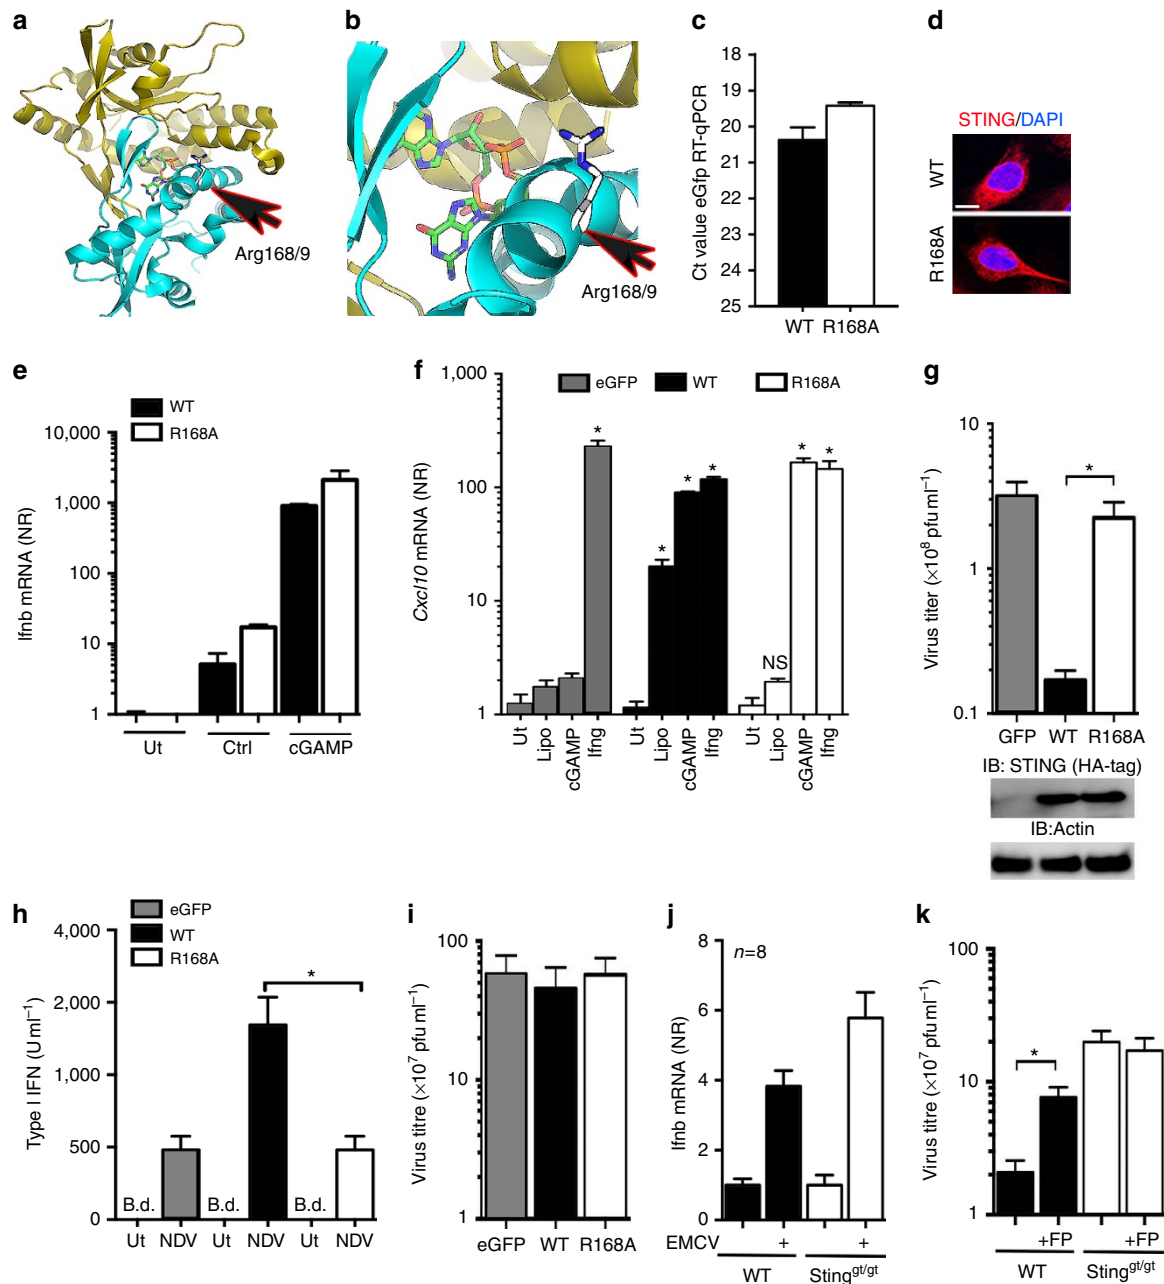 a
Arg168/9
b
Arg168/9
c
Ct value eGfp RT-qPCR
18
19
20
21
22
23
24
25
WT R168A
d
STING/DAPI
WT
R168A
e
WT
R168A
Ifnb mRNA (NR)
10,000
1,000
100
10
1
Ut Ctrl cGAMP
f
eGFP WT R168A
Cxcl10 mRNA (NR)
1,000
100
10
1
* * * * NS * *
Ut Lipo cGAMP Ifng Ut Lipo cGAMP Ifng Ut Lipo cGAMP Ifng
g
Virus titer (×10⁸ pfu ml⁻¹)
10
1
0.1
*
GFP WT R168A
IB: STING (HA-tag)
IB:Actin
h
eGFP
WT
R168A
Type I IFN (U ml⁻¹)
4,000
2,000
1,000
500
0
*
B.d. B.d. B.d.
Ut NDV Ut NDV Ut NDV
i
Virus titre (×10⁷ pfu ml⁻¹)
100
10
1
eGFP WT R168A
j
n=8
Ifnb mRNA (NR)
8
6
4
2
0
EMCV + +
WT Sting^gt/gt
k
Virus titre (×10⁷ pfu ml⁻¹)
100
10
1
*
+FP +FP
WT Sting^gt/gt